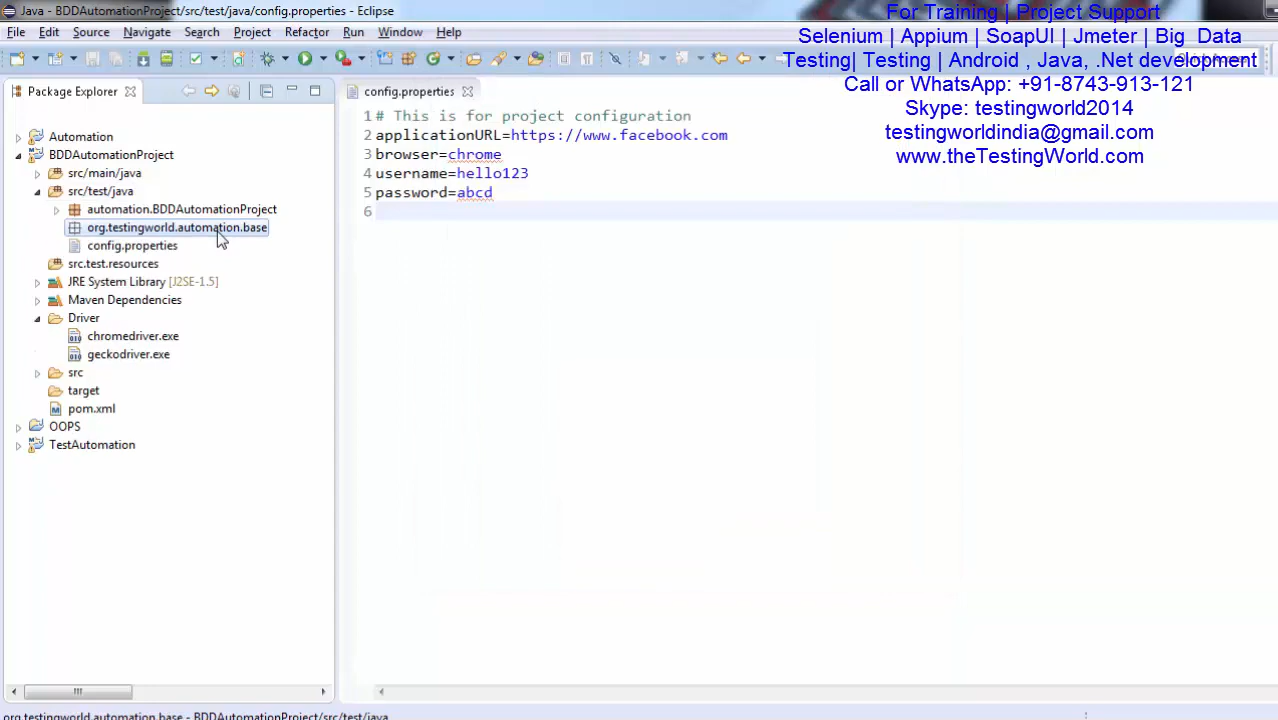 Java - BDDAutomationProject/src/test/java/config.properties - Eclipse
For Training | Project Support
File Edit Source Navigate Search Project Refactor Run Window Help
Selenium | Appium | SoapUI | Jmeter | Big Data
Testing| Testing | Android , Java, .Net development
Call or WhatsApp: +91-8743-913-121
Skype: testingworld2014
testingworldindia@gmail.com
www.theTestingWorld.com
Package Explorer
config.properties
Automation
BDDAutomationProject
src/main/java
src/test/java
automation.BDDAutomationProject
org.testingworld.automation.base
config.properties
src.test.resources
JRE System Library [J2SE-1.5]
Maven Dependencies
Driver
chromedriver.exe
geckodriver.exe
src
target
pom.xml
OOPS
TestAutomation
1 # This is for project configuration
2 applicationURL=https://www.facebook.com
3 browser=chrome
4 username=hello123
5 password=abcd
6
org.testingworld.automation.base - BDDAutomationProject/src/test/java